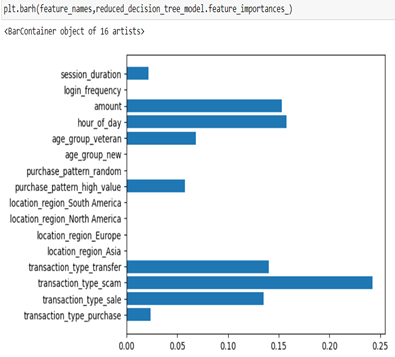 plt.barh(feature_names,reduced_decision_tree_model.feature_importances_)
<BarContainer object of 16 artists>
session_duration
login_frequency
amount
hour_of_day
age_group_veteran
age_group_new
purchase_pattern_random
purchase_pattern_high_value
location_region_South America
location_region_North America
location_region_Europe
location_region_Asia
transaction_type_transfer
transaction_type_scam
transaction_type_sale
transaction_type_purchase
0.00 0.05 0.10 0.15 0.20 0.25